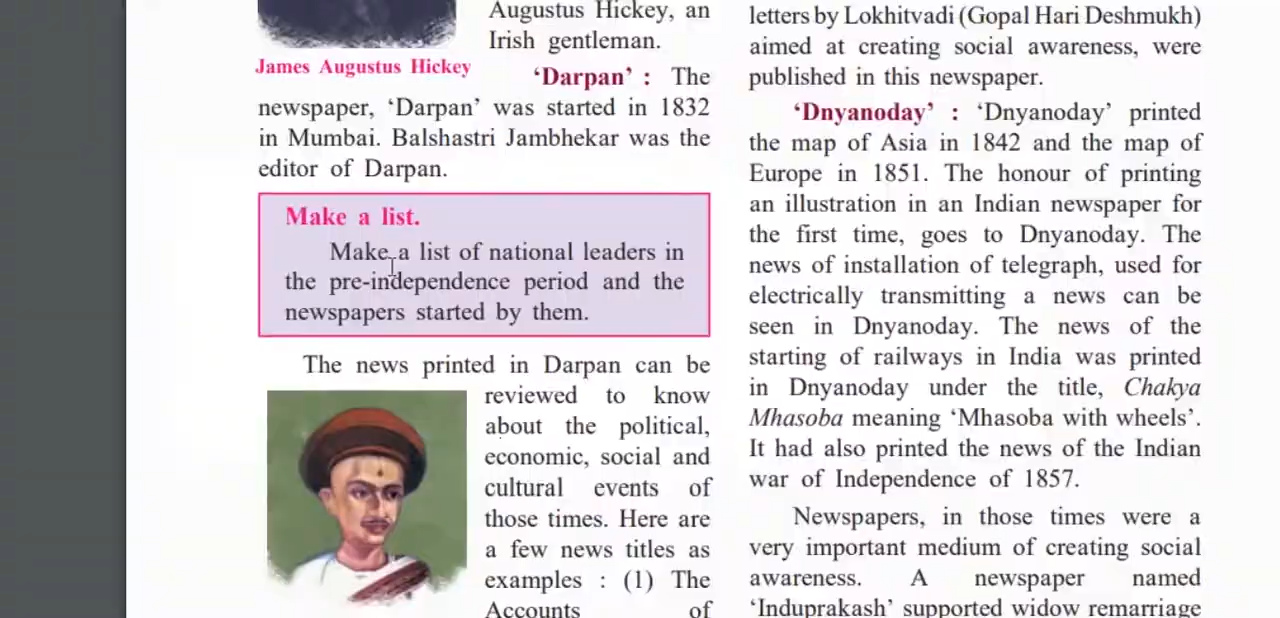 Augustus Hickey, an
Irish gentleman.
James Augustus Hickey
‘Darpan’ : The
newspaper, ‘Darpan’ was started in 1832
in Mumbai. Balshastri Jambhekar was the
editor of Darpan.
Make a list.
Make a list of national leaders in
the pre-independence period and the
newspapers started by them.
The news printed in Darpan can be
reviewed to know
about the political,
economic, social and
cultural events of
those times. Here are
a few news titles as
examples : (1) The
Accounts of
letters by Lokhitvadi (Gopal Hari Deshmukh)
aimed at creating social awareness, were
published in this newspaper.
‘Dnyanoday’ : ‘Dnyanoday’ printed
the map of Asia in 1842 and the map of
Europe in 1851. The honour of printing
an illustration in an Indian newspaper for
the first time, goes to Dnyanoday. The
news of installation of telegraph, used for
electrically transmitting a news can be
seen in Dnyanoday. The news of the
starting of railways in India was printed
in Dnyanoday under the title, Chakya
Mhasoba meaning ‘Mhasoba with wheels’.
It had also printed the news of the Indian
war of Independence of 1857.
Newspapers, in those times were a
very important medium of creating social
awareness. A newspaper named
‘Induprakash’ supported widow remarriage